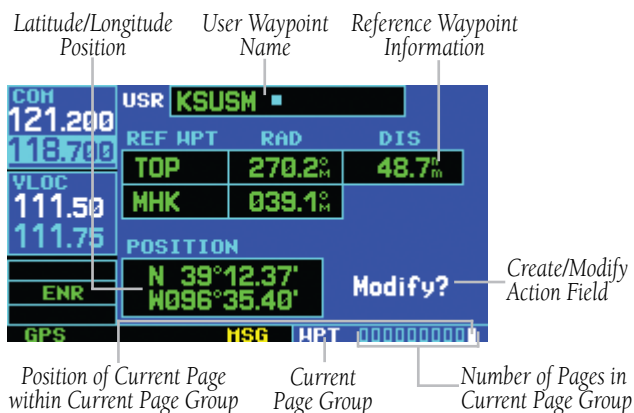 Latitude/Longitude Position
User Waypoint Name
Reference Waypoint Information
COM
121.200
118.700
VLOC
111.50
111.75
ENR
GPS
USR KSUSM
REF WPT RAD DIS
TOP 270.2°M 48.7nm
MHK 039.1°M
POSITION
N 39°12.37'
W096°35.40'
Modify?
Create/Modify Action Field
MSG WPT
Position of Current Page within Current Page Group
Current Page Group
Number of Pages in Current Page Group